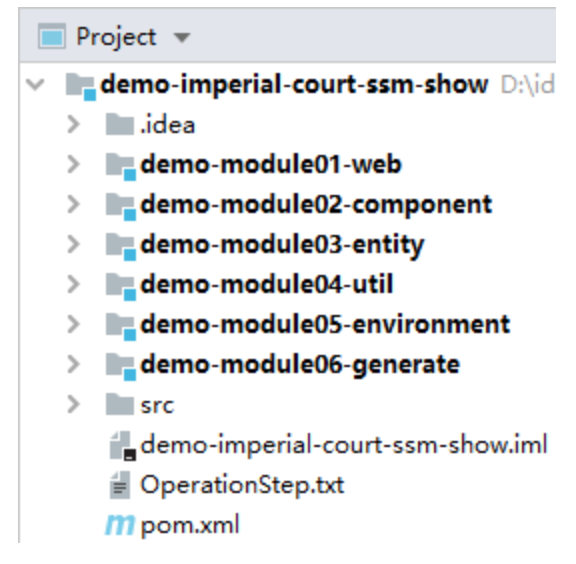 Project
demo-imperial-court-ssm-show D:\id
.idea
demo-module01-web
demo-module02-component
demo-module03-entity
demo-module04-util
demo-module05-environment
demo-module06-generate
src
demo-imperial-court-ssm-show.iml
OperationStep.txt
m pom.xml